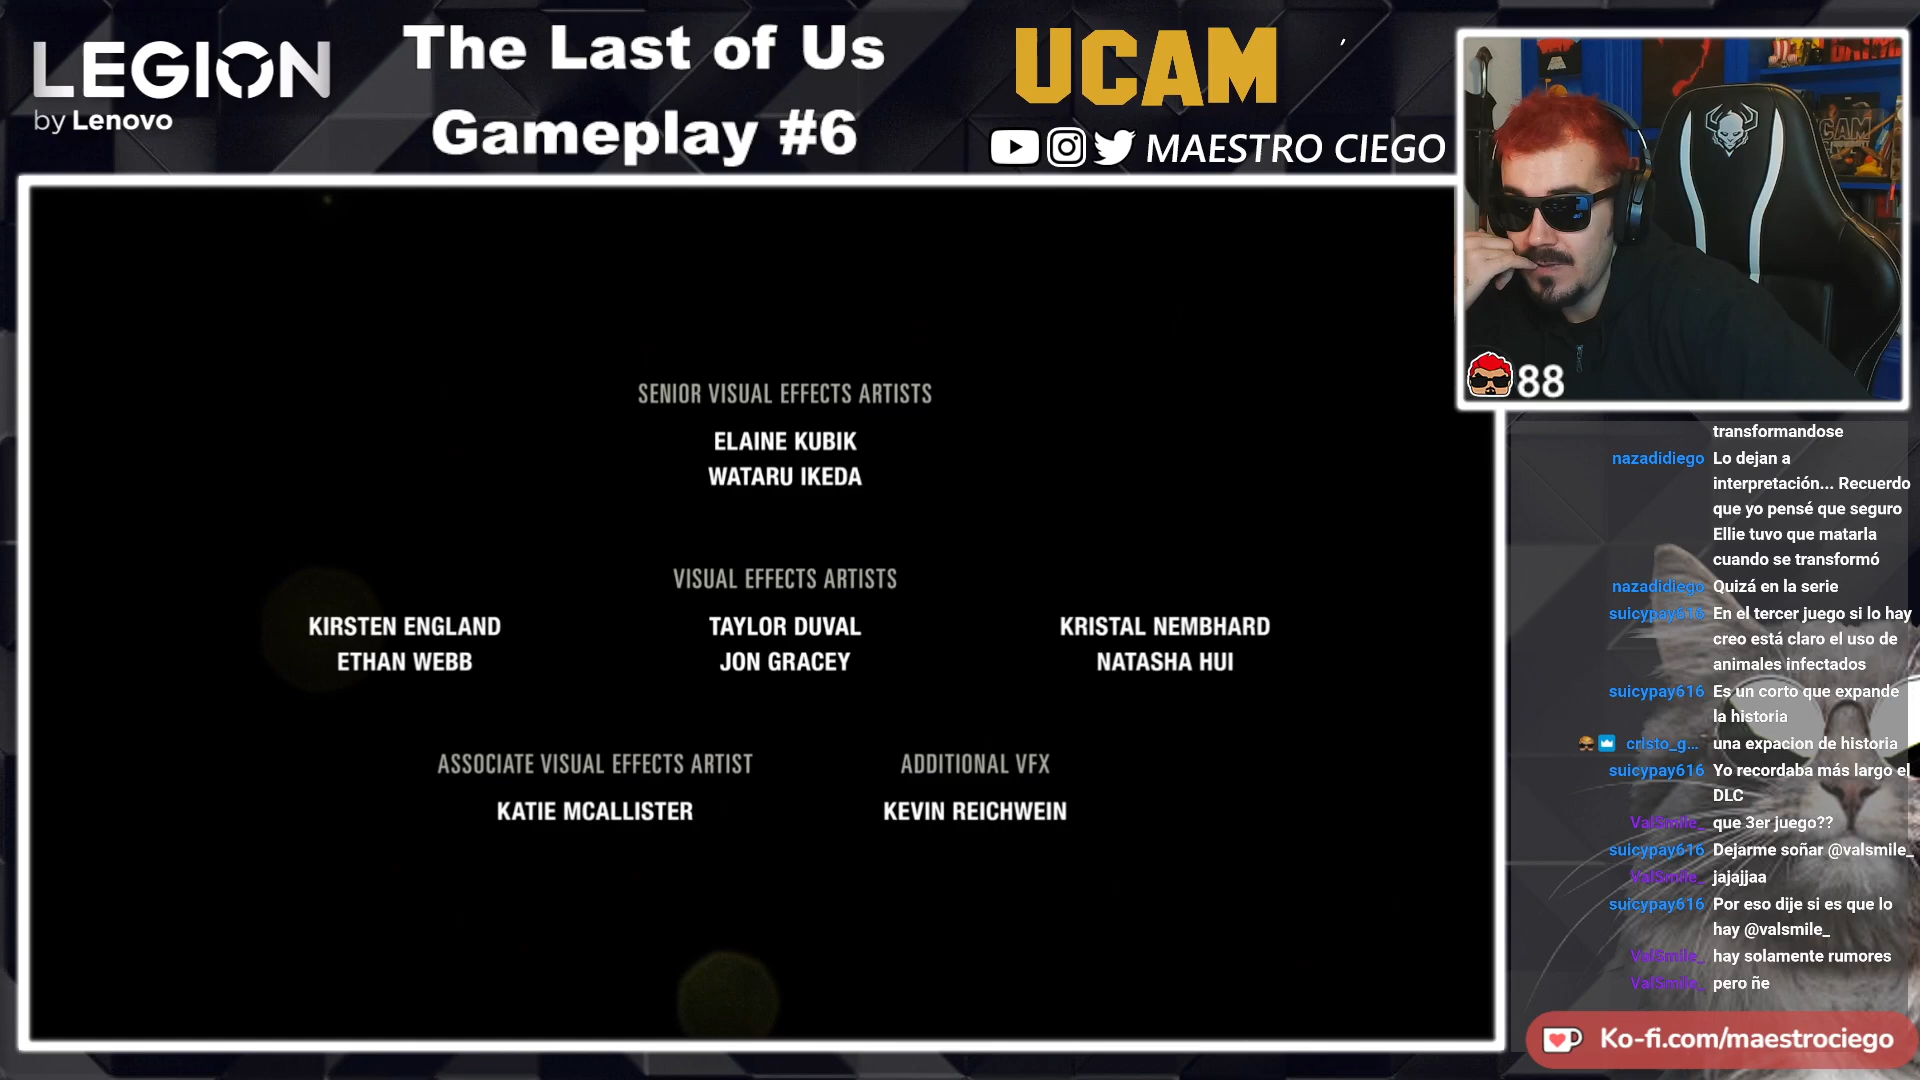 LEGION
by Lenovo
The Last of Us
Gameplay #6
UCAM
MAESTRO CIEGO
88
SENIOR VISUAL EFFECTS ARTISTS
ELAINE KUBIK
WATARU IKEDA
VISUAL EFFECTS ARTISTS
KIRSTEN ENGLAND TAYLOR DUVAL KRISTAL NEMBHARD
ETHAN WEBB JON GRACEY NATASHA HUI
ASSOCIATE VISUAL EFFECTS ARTIST ADDITIONAL VFX
KATIE MCALLISTER KEVIN REICHWEIN
transformandose
nazadidiego Lo dejan a
interpretación... Recuerdo
que yo pensé que seguro
Ellie tuvo que matarla
cuando se transformó
nazadidiego Quizá en la serie
suicypay616 En el tercer juego si lo hay
creo está claro el uso de
animales infectados
suicypay616 Es un corto que expande
la historia
cristo_g... una expacion de historia
suicypay616 Yo recordaba más largo el
DLC
ValSmile_ que 3er juego??
suicypay616 Dejarme soñar @valsmile_
ValSmile_ jajajjaa
suicypay616 Por eso dije si es que lo
hay @valsmile_
ValSmile_ hay solamente rumores
ValSmile_ pero ñe
Ko-fi.com/maestrociego